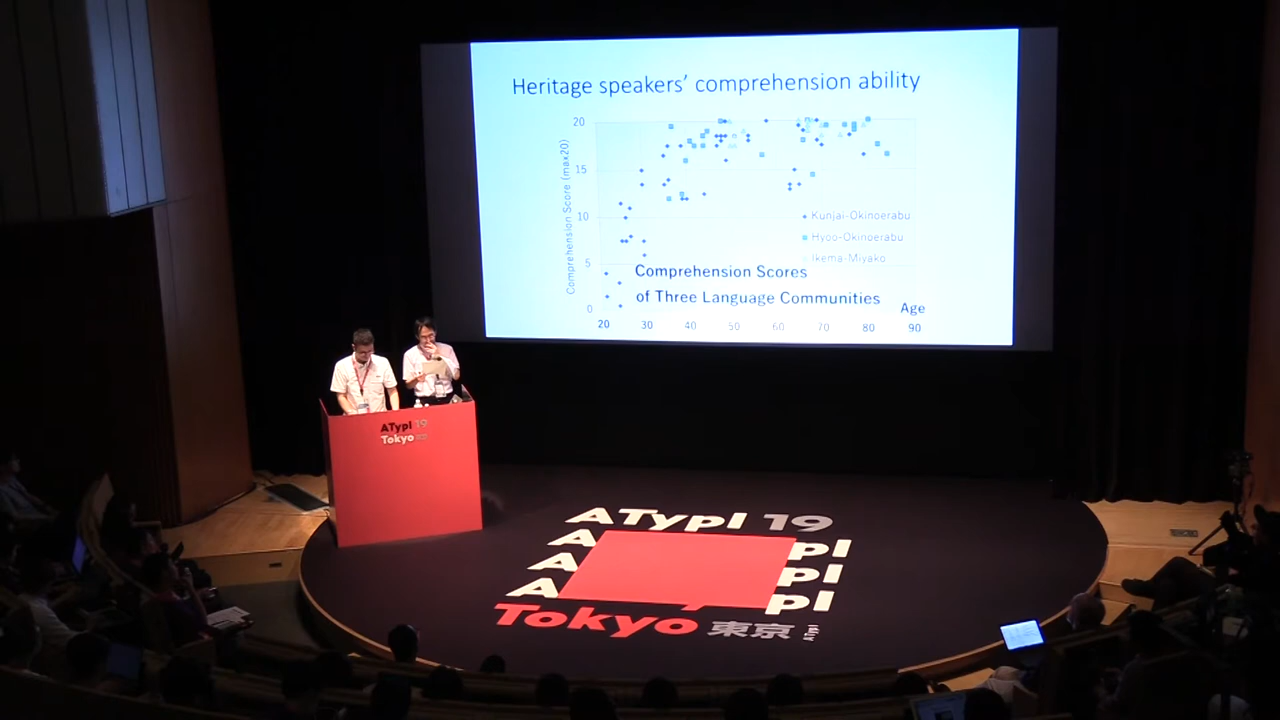 Heritage speakers' comprehension ability
Comprehension Score (max20)
20
15
10
5
0
Kunjai-Okinoerabu
Hyoo-Okinoerabu
Ikema-Miyako
Comprehension Scores
of Three Language Communities
Age
20 30 40 50 60 70 80 90
ATypI 19
Tokyo
ATypI 19
A pI
A pI
A pI
Tokyo 東京 ATypI